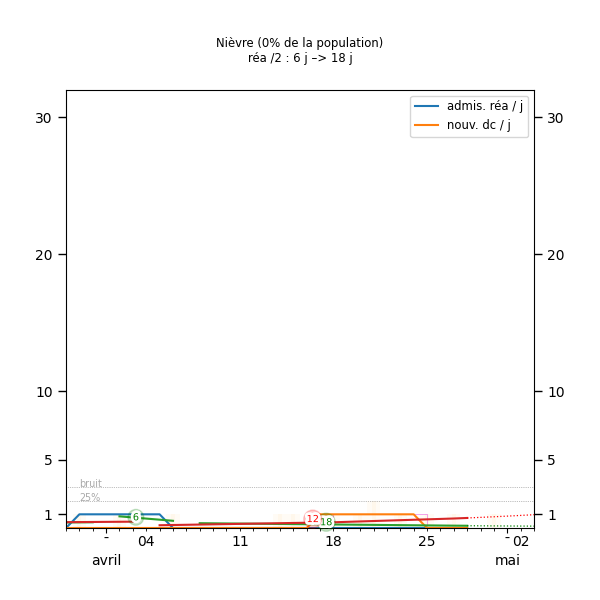 Nièvre (0% de la population)
réa /2 : 6 j –> 18 j
admis. réa / j
nouv. dc / j
30 30
20 20
10 10
5 5
bruit
25%
1 1
6 12 18
- 04 11 18 25 - 02
avril mai